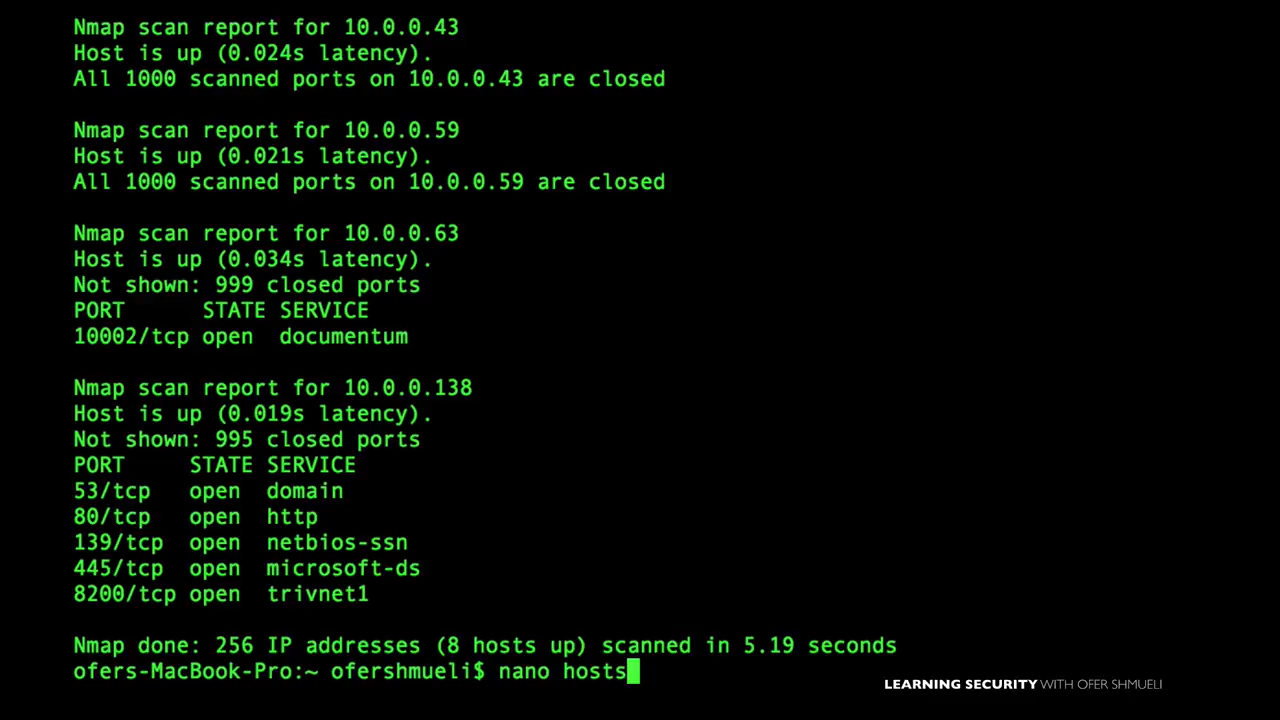 Nmap scan report for 10.0.0.43
Host is up (0.024s latency).
All 1000 scanned ports on 10.0.0.43 are closed
Nmap scan report for 10.0.0.59
Host is up (0.021s latency).
All 1000 scanned ports on 10.0.0.59 are closed
Nmap scan report for 10.0.0.63
Host is up (0.034s latency).
Not shown: 999 closed ports
PORT      STATE SERVICE
10002/tcp open  documentum
Nmap scan report for 10.0.0.138
Host is up (0.019s latency).
Not shown: 995 closed ports
PORT     STATE SERVICE
53/tcp   open  domain
80/tcp   open  http
139/tcp  open  netbios-ssn
445/tcp  open  microsoft-ds
8200/tcp open  trivnet1
Nmap done: 256 IP addresses (8 hosts up) scanned in 5.19 seconds
ofers-MacBook-Pro:~ ofershmueli$ nano hosts
LEARNING SECURITY WITH OFER SHMUELI